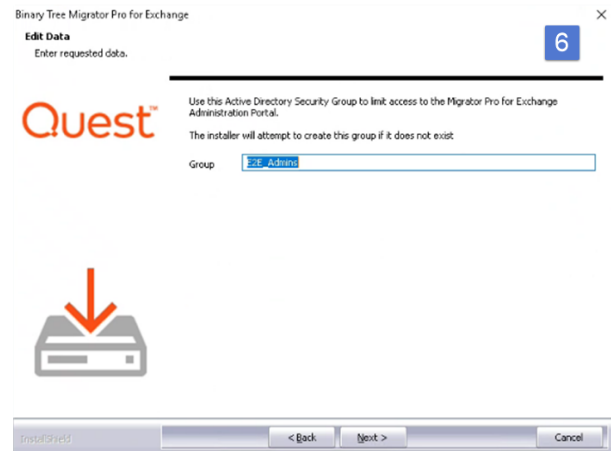 Binary Tree Migrator Pro for Exchange
Edit Data
Enter requested data.
6
Quest™
Use this Active Directory Security Group to limit access to the Migrator Pro for Exchange
Administration Portal.
The installer will attempt to create this group if it does not exist
Group
E2E_Admins
InstallShield
< Back
Next >
Cancel